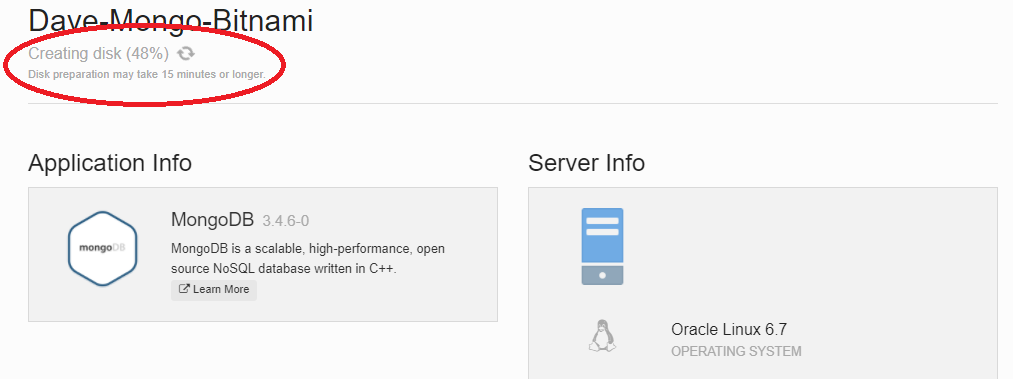 Dave-Mongo-Bitnami
Creating disk (48%)
Disk preparation may take 15 minutes or longer.
Application Info
mongoDB
MongoDB 3.4.6-0
MongoDB is a scalable, high-performance, open
source NoSQL database written in C++.
Learn More
Server Info
Oracle Linux 6.7
OPERATING SYSTEM